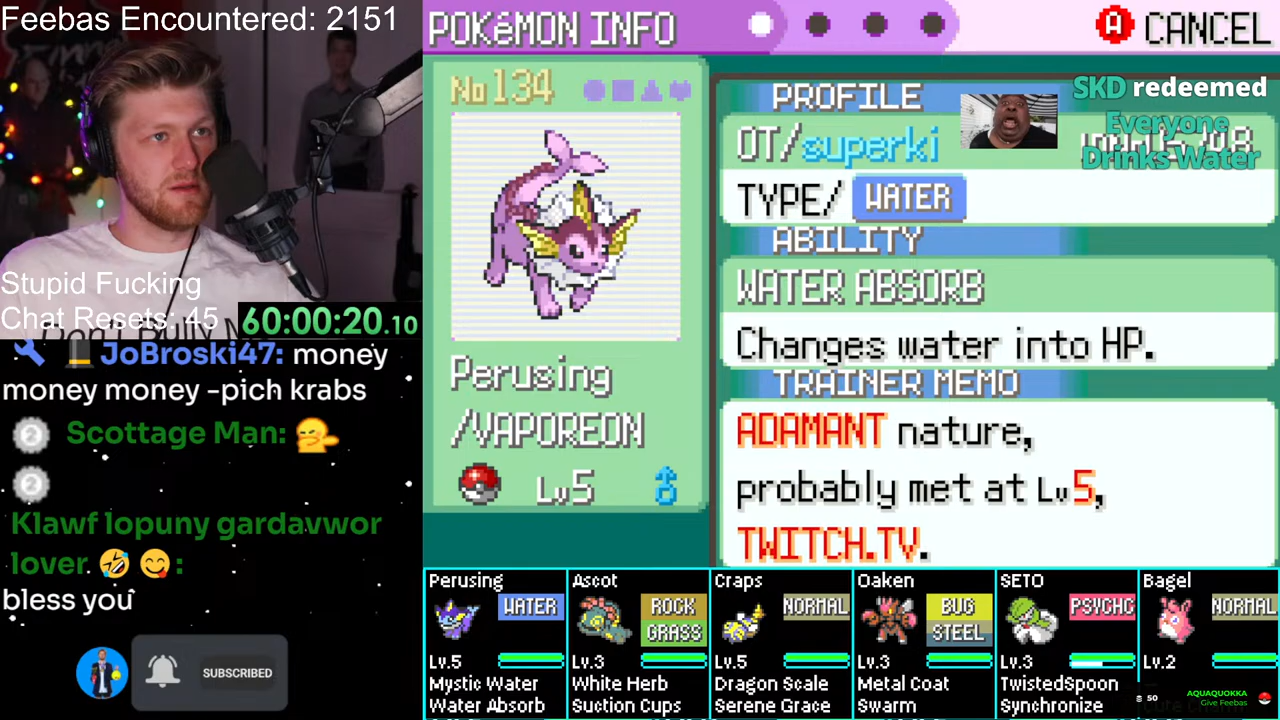 Feebas Encountered: 2151
POKéMON INFO
A CANCEL
No134
PROFILE
SKD redeemed
Everyone
Drinks Water
OT/superki
TYPE/ WATER
ABILITY
WATER ABSORB
Changes water into HP.
TRAINER MEMO
ADAMANT nature,
probably met at Lv5,
TWITCH.TV.
Perusing
/VAPOREON
Lv5 ♂
Stupid Fucking
Chat Resets: 45
60:00:20.10
Don't Bully
JoBroski47: money
money money -pich krabs
2 Scottage Man:
2
Klawf lopuny gardavwor
lover 🤣 😋 :
bless you
SUBSCRIBED
Perusing
WATER
Lv.5
Mystic Water
Water Absorb
Ascot
ROCK
GRASS
Lv.3
White Herb
Suction Cups
Craps
NORMAL
Lv.5
Dragon Scale
Serene Grace
Oaken
BUG
STEEL
Lv.3
Metal Coat
Swarm
SETO
PSYCHC
Lv.3
TwistedSpoon
Synchronize
Bagel
NORMAL
Lv.2
50
AQUAQUOKKA
Give Feebas